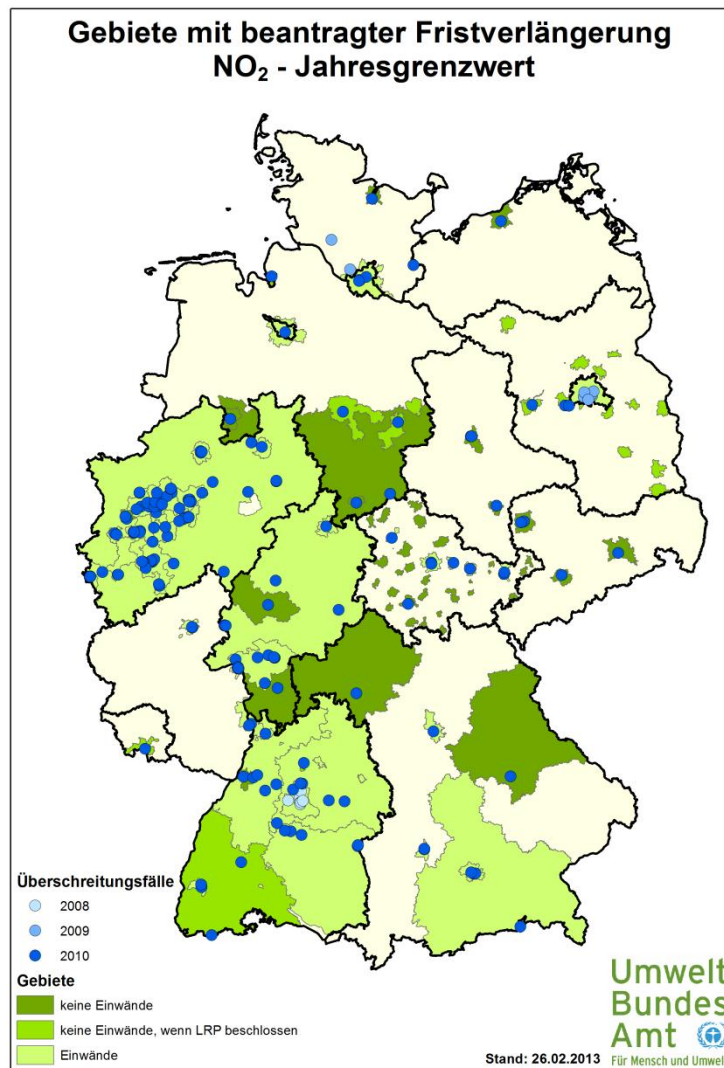 Gebiete mit beantragter Fristverlängerung
NO₂ - Jahresgrenzwert
Überschreitungsfälle
2008
2009
2010
Gebiete
keine Einwände
keine Einwände, wenn LRP beschlossen
Einwände
Stand: 26.02.2013
Umwelt
Bundes
Amt
Für Mensch und Umwelt